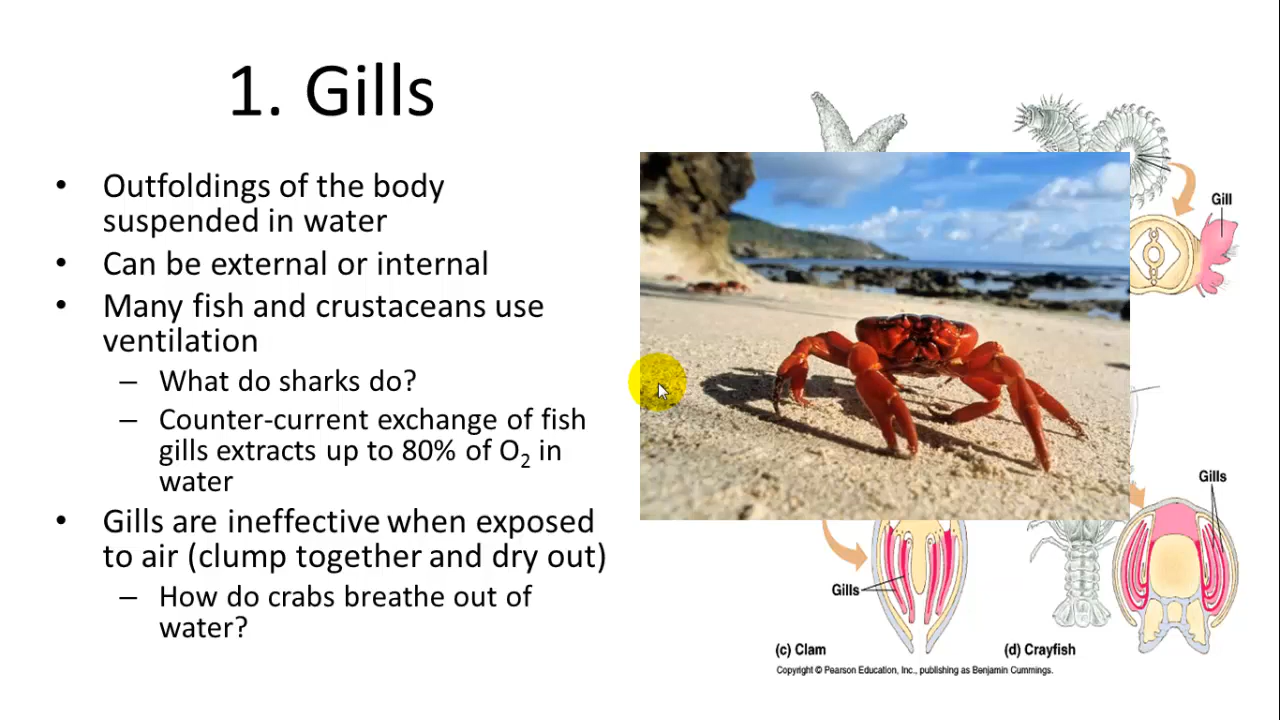 1. Gills
• Outfoldings of the body
suspended in water
• Can be external or internal
• Many fish and crustaceans use
ventilation
– What do sharks do?
– Counter-current exchange of fish
gills extracts up to 80% of O₂ in
water
• Gills are ineffective when exposed
to air (clump together and dry out)
– How do crabs breathe out of
water?
Gill
Gills
Gills
(c) Clam
(d) Crayfish
Copyright © Pearson Education, Inc., publishing as Benjamin Cummings.